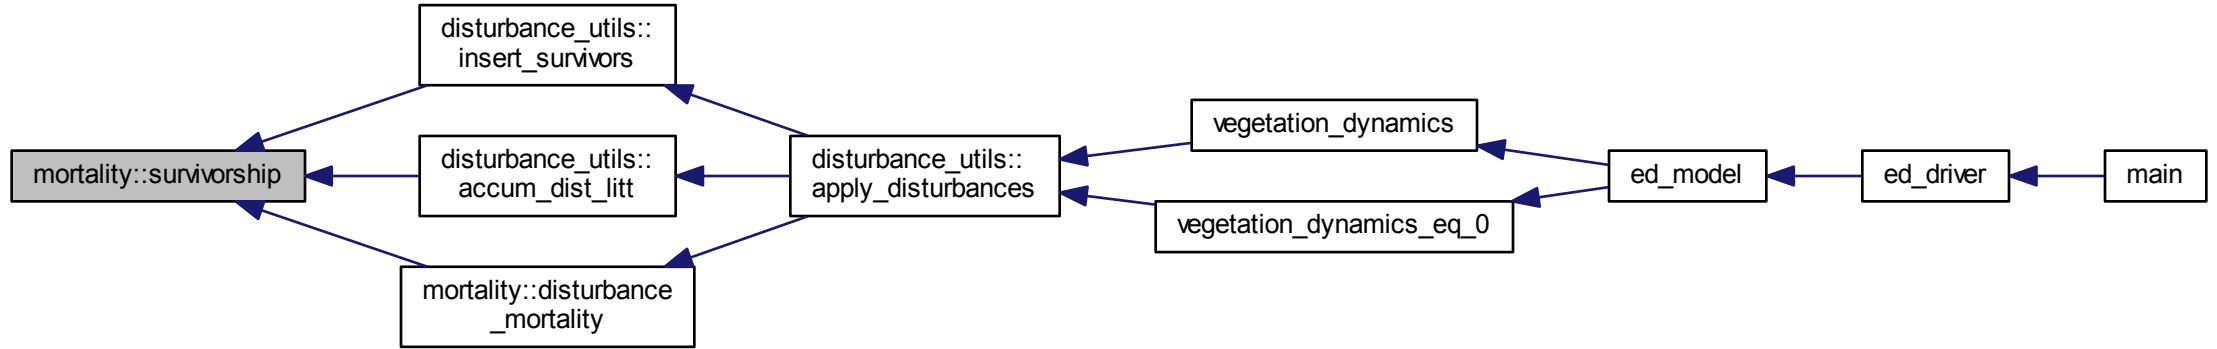 mortality::survivorship
disturbance_utils::
insert_survivors
disturbance_utils::
accum_dist_litt
mortality::disturbance
_mortality
disturbance_utils::
apply_disturbances
vegetation_dynamics
vegetation_dynamics_eq_0
ed_model
ed_driver
main